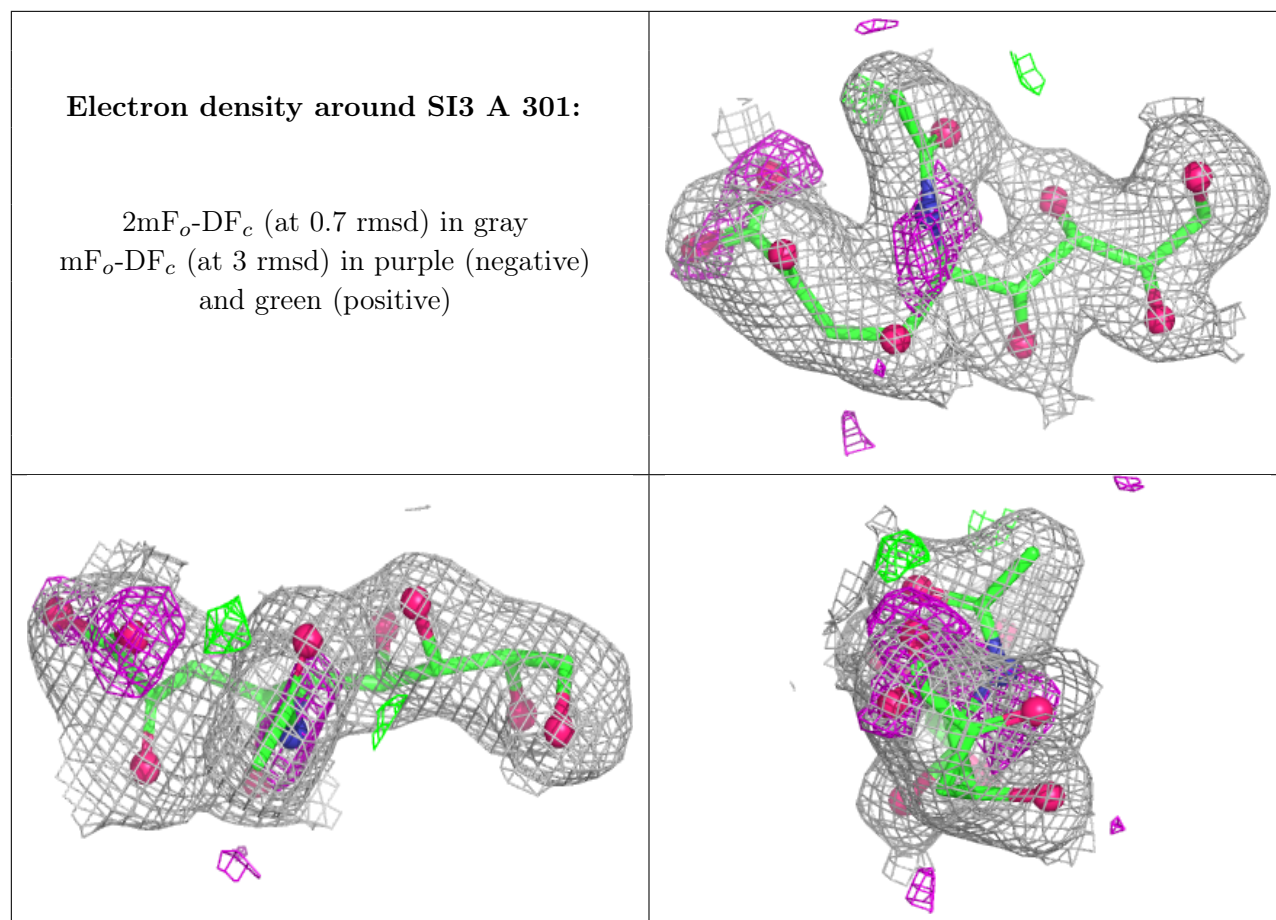 Electron density around SI3 A 301:
2mFₒ-DF𝒸 (at 0.7 rmsd) in gray
mFₒ-DF𝒸 (at 3 rmsd) in purple (negative)
and green (positive)